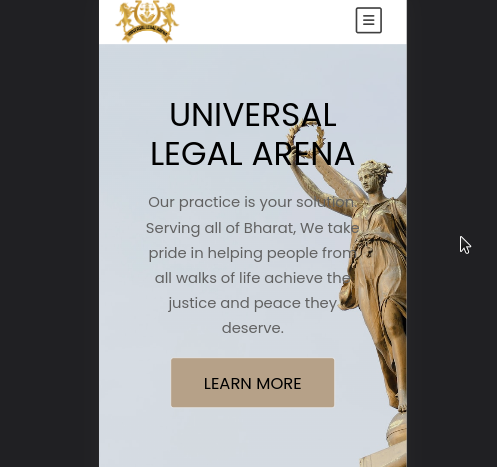 UNIVERSAL
LEGAL ARENA
Our practice is your solution.
Serving all of Bharat, We take
pride in helping people from
all walks of life achieve the
justice and peace they
deserve.
LEARN MORE